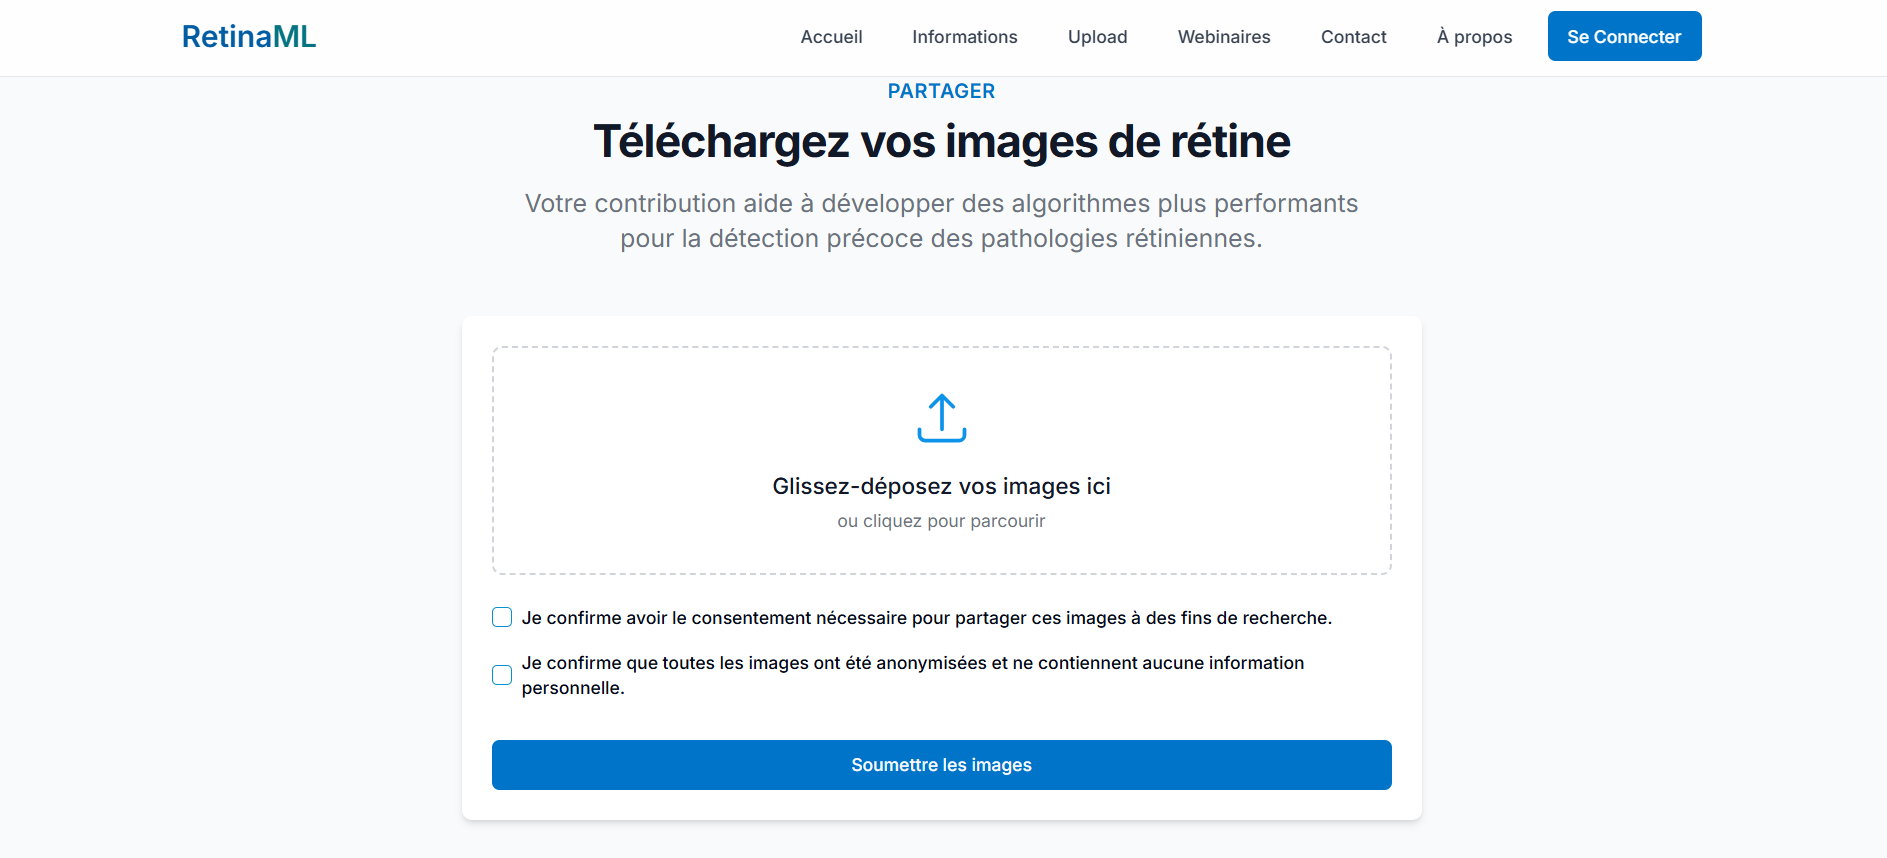 RetinaML
Accueil
Informations
Upload
Webinaires
Contact
À propos
Se Connecter
PARTAGER
Téléchargez vos images de rétine
Votre contribution aide à développer des algorithmes plus performants
pour la détection précoce des pathologies rétiniennes.
Glissez-déposez vos images ici
ou cliquez pour parcourir
Je confirme avoir le consentement nécessaire pour partager ces images à des fins de recherche.
Je confirme que toutes les images ont été anonymisées et ne contiennent aucune information
personnelle.
Soumettre les images